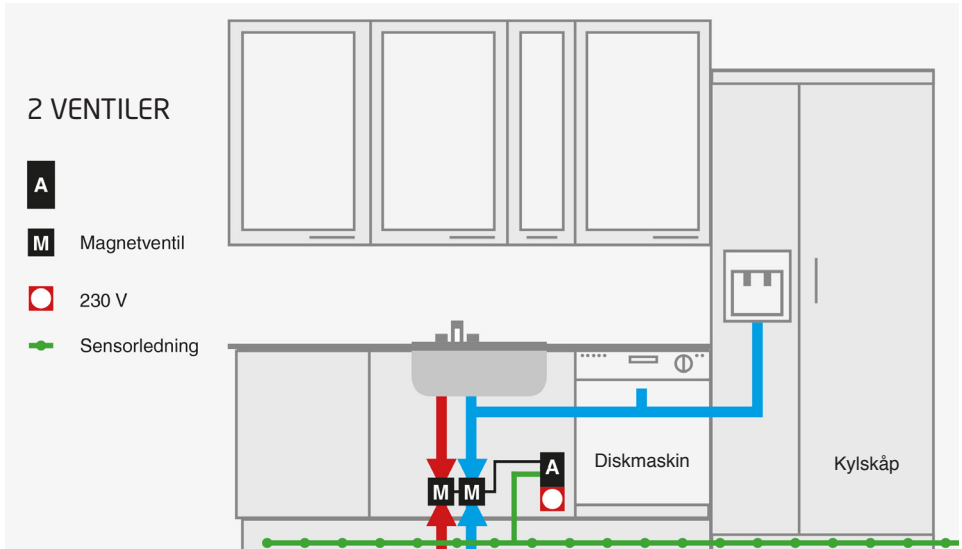 2 VENTILER
A
M Magnetventil
230 V
Sensorledning
M M A
Diskmaskin
Kylskåp